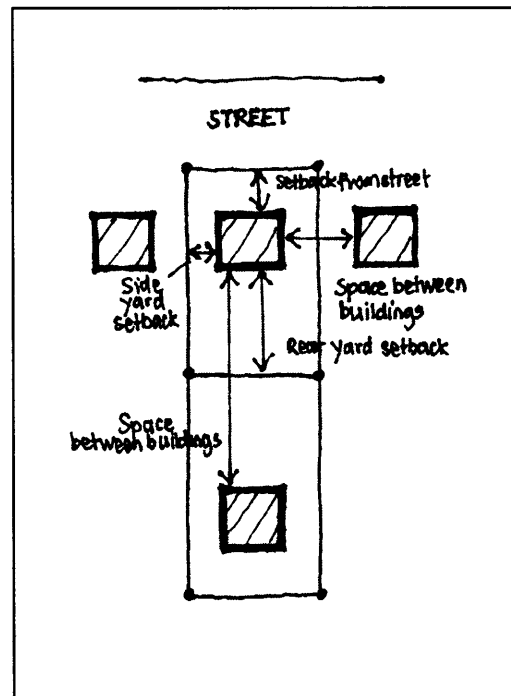 STREET
Setback from street
Side
yard
setback
Space between
buildings
Rear yard setback
Space
between buildings